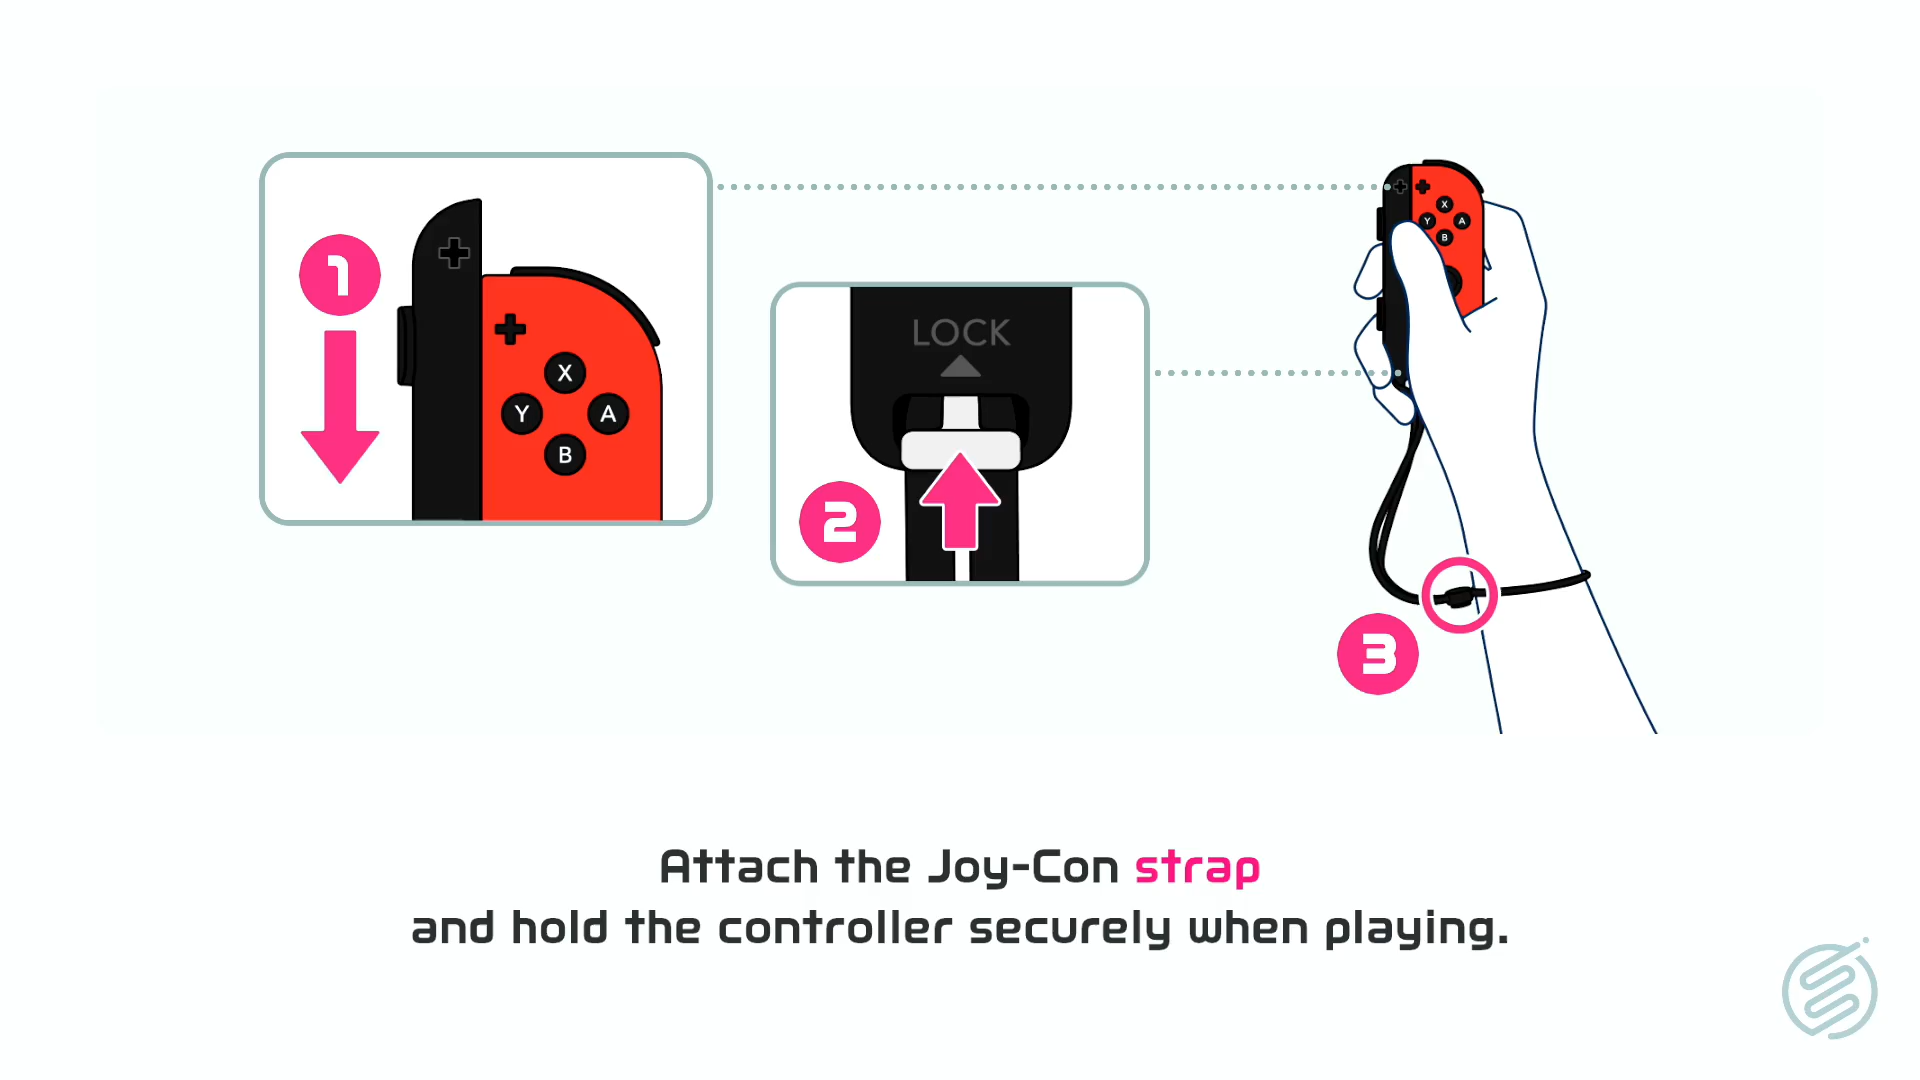 1
X
Y
A
B
LOCK
2
X
Y
A
B
3
Attach the Joy-Con strap
and hold the controller securely when playing.